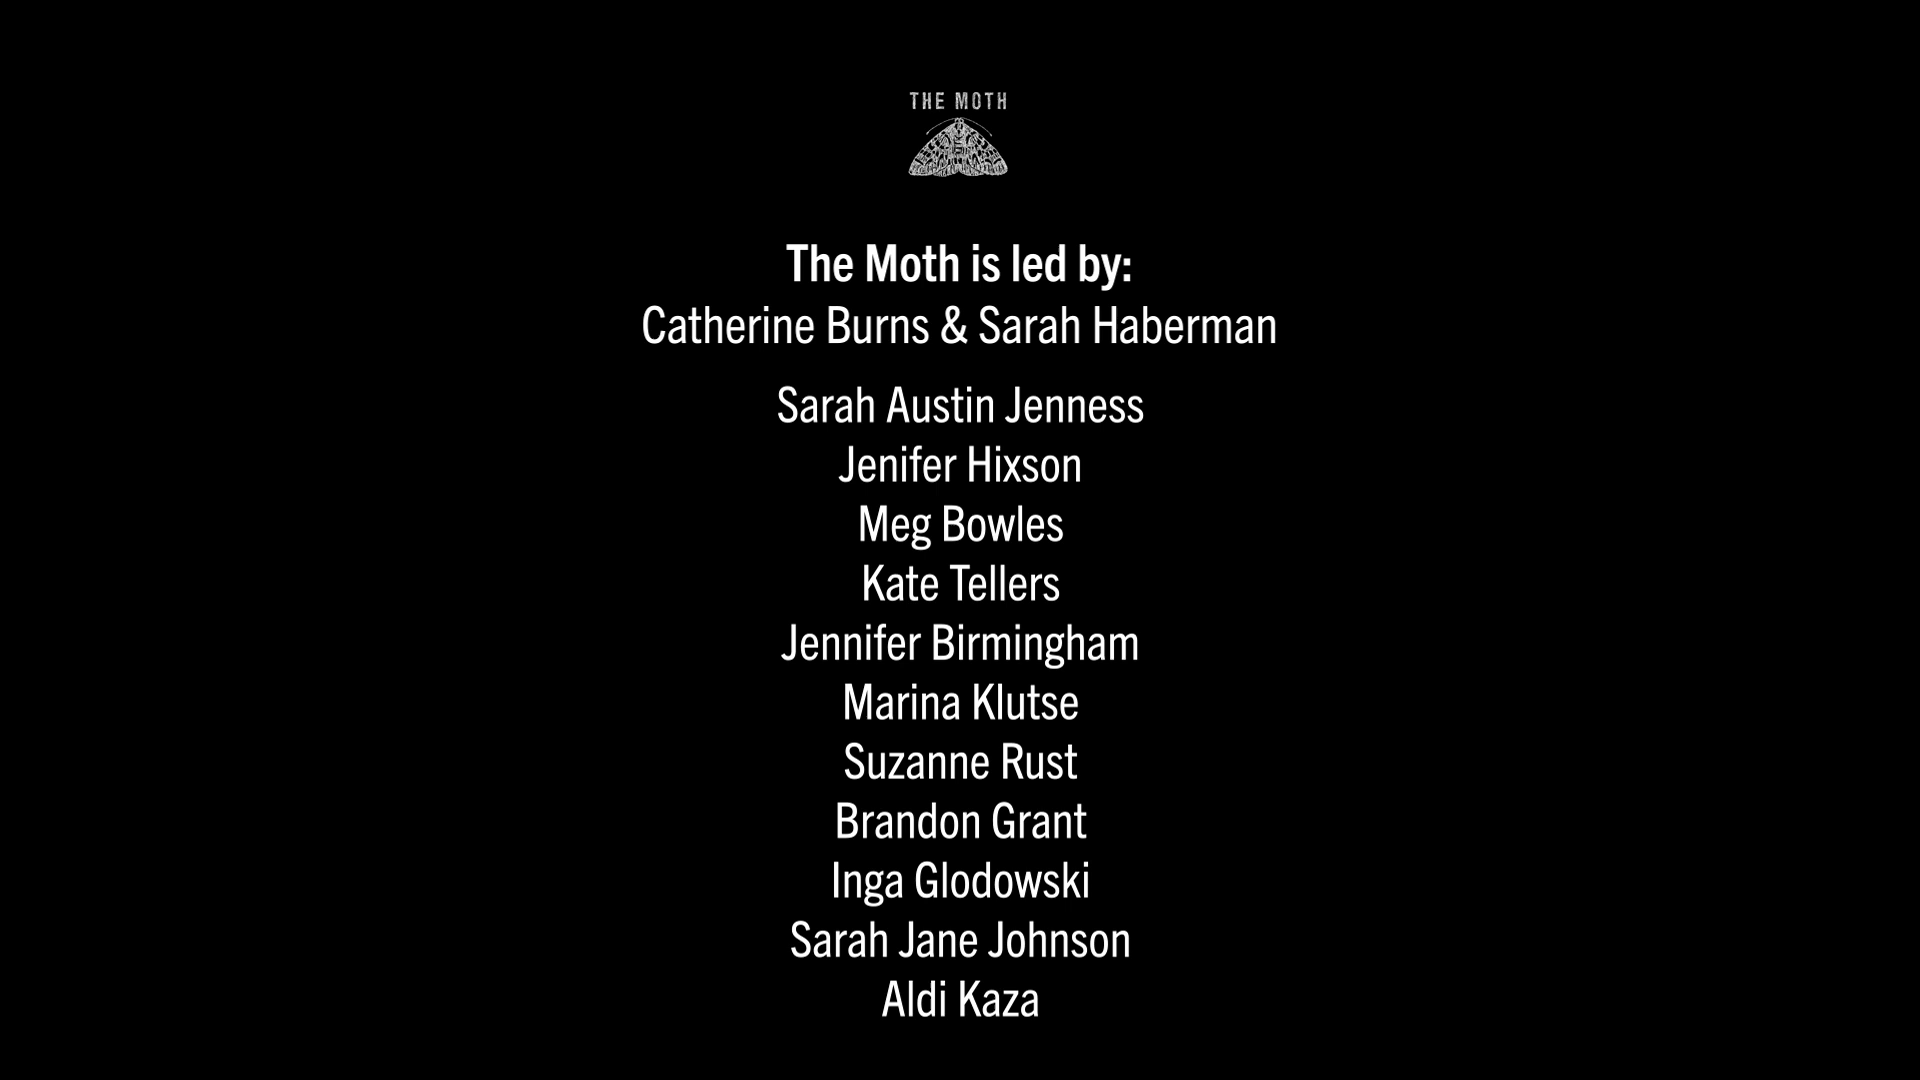 THE MOTH
The Moth is led by:
Catherine Burns & Sarah Haberman
Sarah Austin Jenness
Jenifer Hixson
Meg Bowles
Kate Tellers
Jennifer Birmingham
Marina Klutse
Suzanne Rust
Brandon Grant
Inga Glodowski
Sarah Jane Johnson
Aldi Kaza